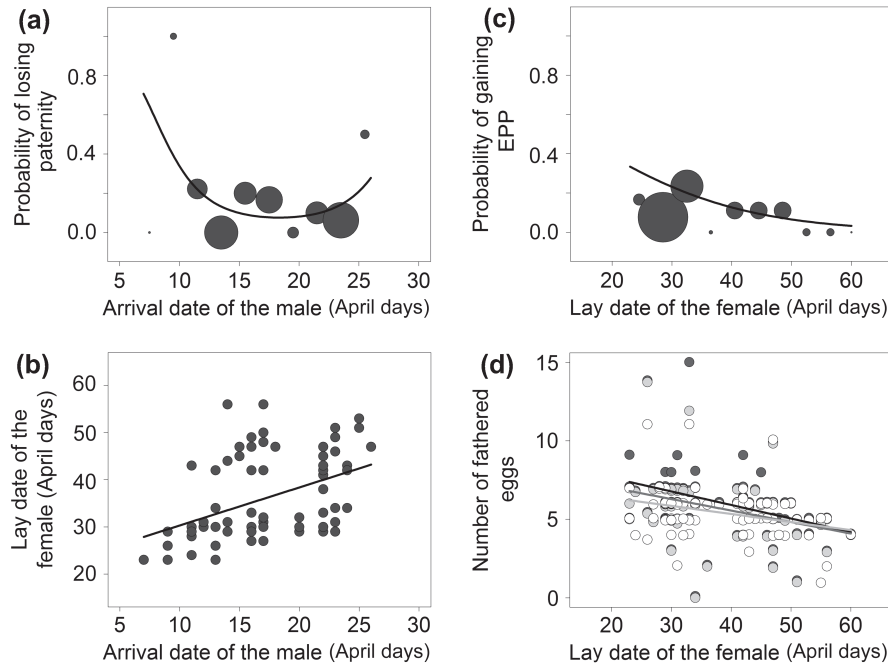 (a)
Probability of losing
paternity
0.8
0.4
0.0
5 10 15 20 25 30
Arrival date of the male (April days)
(c)
Probability of gaining
EPP
0.8
0.4
0.0
20 30 40 50 60
Lay date of the female (April days)
(b)
Lay date of the
female (April days)
60
50
40
30
20
5 10 15 20 25 30
Arrival date of the male (April days)
(d)
Number of fathered
eggs
15
10
5
0
20 30 40 50 60
Lay date of the female (April days)